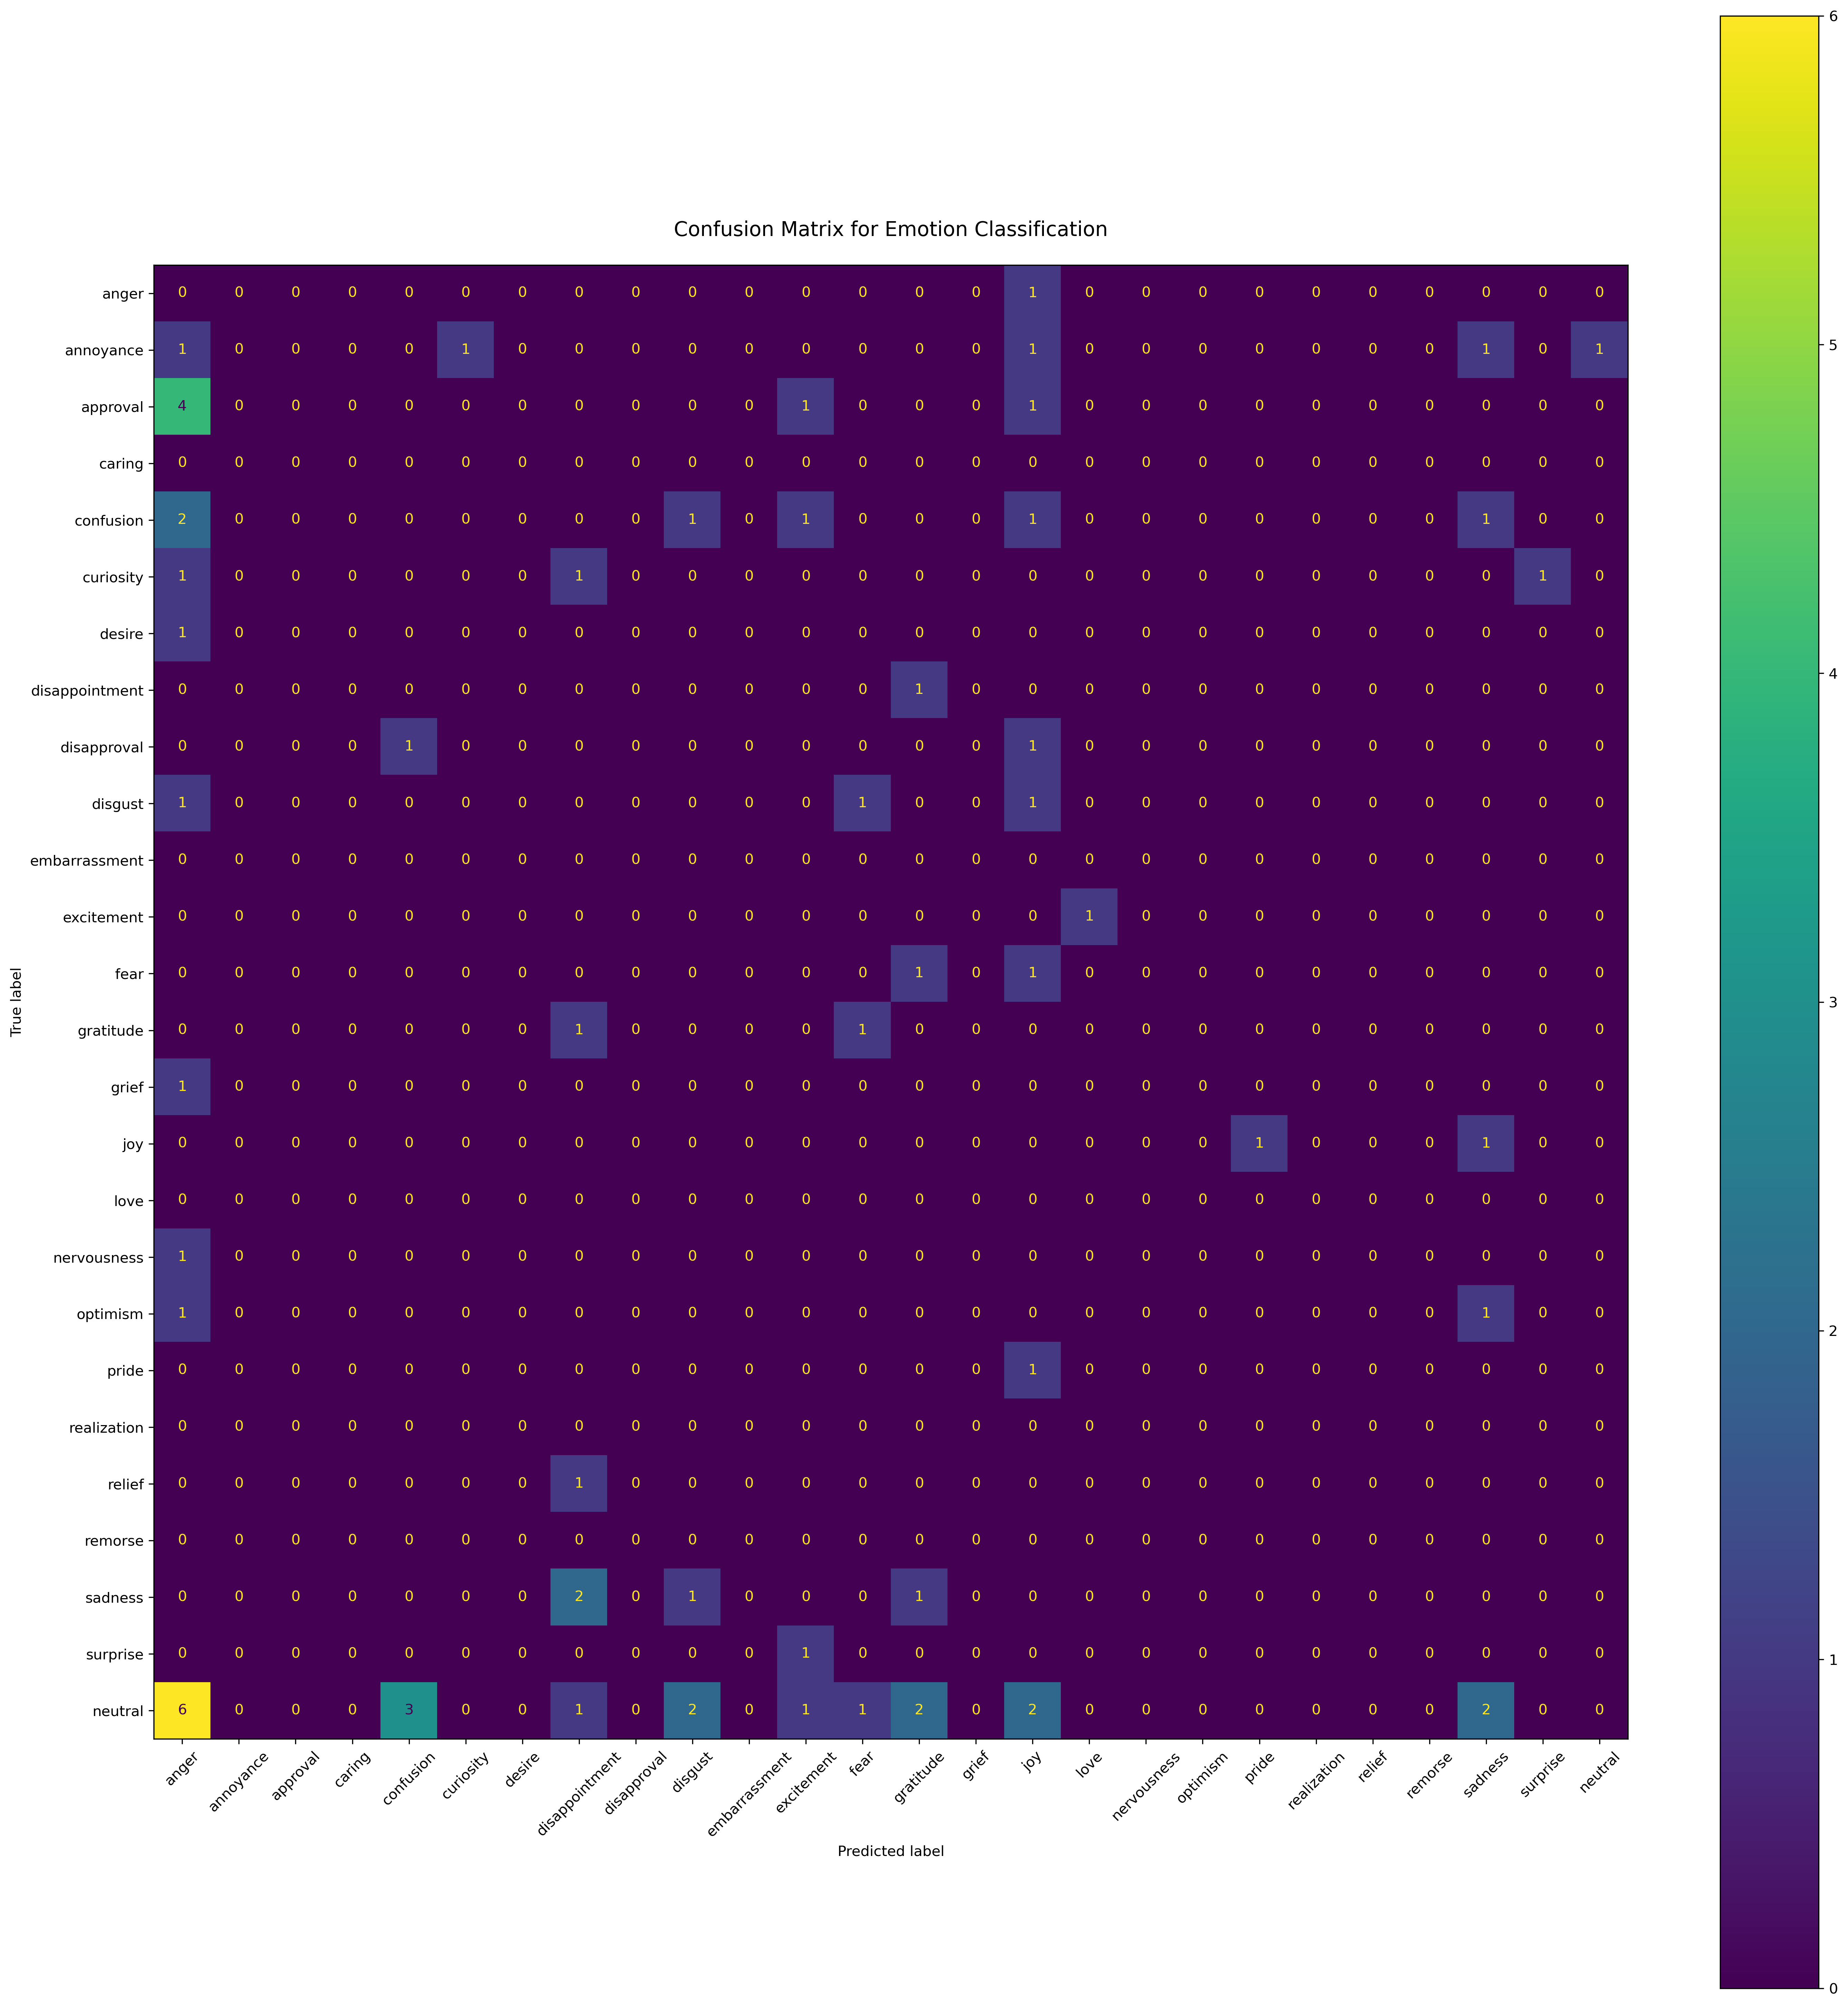 Confusion Matrix for Emotion Classification
6
5
4
3
2
1
0
True label
anger 0 0 0 0 0 0 0 0 0 0 0 0 0 0 0 1 0 0 0 0 0 0 0 0 0 0
annoyance 1 0 0 0 0 1 0 0 0 0 0 0 0 0 0 1 0 0 0 0 0 0 0 1 0 1
approval 4 0 0 0 0 0 0 0 0 0 0 1 0 0 0 1 0 0 0 0 0 0 0 0 0 0
caring 0 0 0 0 0 0 0 0 0 0 0 0 0 0 0 0 0 0 0 0 0 0 0 0 0 0
confusion 2 0 0 0 0 0 0 0 0 1 0 1 0 0 0 1 0 0 0 0 0 0 0 1 0 0
curiosity 1 0 0 0 0 0 0 1 0 0 0 0 0 0 0 0 0 0 0 0 0 0 0 0 1 0
desire 1 0 0 0 0 0 0 0 0 0 0 0 0 0 0 0 0 0 0 0 0 0 0 0 0 0
disappointment 0 0 0 0 0 0 0 0 0 0 0 0 0 1 0 0 0 0 0 0 0 0 0 0 0 0
disapproval 0 0 0 0 1 0 0 0 0 0 0 0 0 0 0 1 0 0 0 0 0 0 0 0 0 0
disgust 1 0 0 0 0 0 0 0 0 0 0 0 1 0 0 1 0 0 0 0 0 0 0 0 0 0
embarrassment 0 0 0 0 0 0 0 0 0 0 0 0 0 0 0 0 0 0 0 0 0 0 0 0 0 0
excitement 0 0 0 0 0 0 0 0 0 0 0 0 0 0 0 0 1 0 0 0 0 0 0 0 0 0
fear 0 0 0 0 0 0 0 0 0 0 0 0 0 1 0 1 0 0 0 0 0 0 0 0 0 0
gratitude 0 0 0 0 0 0 0 1 0 0 0 0 1 0 0 0 0 0 0 0 0 0 0 0 0 0
grief 1 0 0 0 0 0 0 0 0 0 0 0 0 0 0 0 0 0 0 0 0 0 0 0 0 0
joy 0 0 0 0 0 0 0 0 0 0 0 0 0 0 0 0 0 0 0 1 0 0 0 1 0 0
love 0 0 0 0 0 0 0 0 0 0 0 0 0 0 0 0 0 0 0 0 0 0 0 0 0 0
nervousness 1 0 0 0 0 0 0 0 0 0 0 0 0 0 0 0 0 0 0 0 0 0 0 0 0 0
optimism 1 0 0 0 0 0 0 0 0 0 0 0 0 0 0 0 0 0 0 0 0 0 0 1 0 0
pride 0 0 0 0 0 0 0 0 0 0 0 0 0 0 0 1 0 0 0 0 0 0 0 0 0 0
realization 0 0 0 0 0 0 0 0 0 0 0 0 0 0 0 0 0 0 0 0 0 0 0 0 0 0
relief 0 0 0 0 0 0 0 1 0 0 0 0 0 0 0 0 0 0 0 0 0 0 0 0 0 0
remorse 0 0 0 0 0 0 0 0 0 0 0 0 0 0 0 0 0 0 0 0 0 0 0 0 0 0
sadness 0 0 0 0 0 0 0 2 0 1 0 0 0 1 0 0 0 0 0 0 0 0 0 0 0 0
surprise 0 0 0 0 0 0 0 0 0 0 0 1 0 0 0 0 0 0 0 0 0 0 0 0 0 0
neutral 6 0 0 0 3 0 0 1 0 2 0 1 1 2 0 2 0 0 0 0 0 0 0 2 0 0
anger annoyance approval caring confusion curiosity desire disappointment disapproval disgust embarrassment excitement fear gratitude grief joy love nervousness optimism pride realization relief remorse sadness surprise neutral
Predicted label